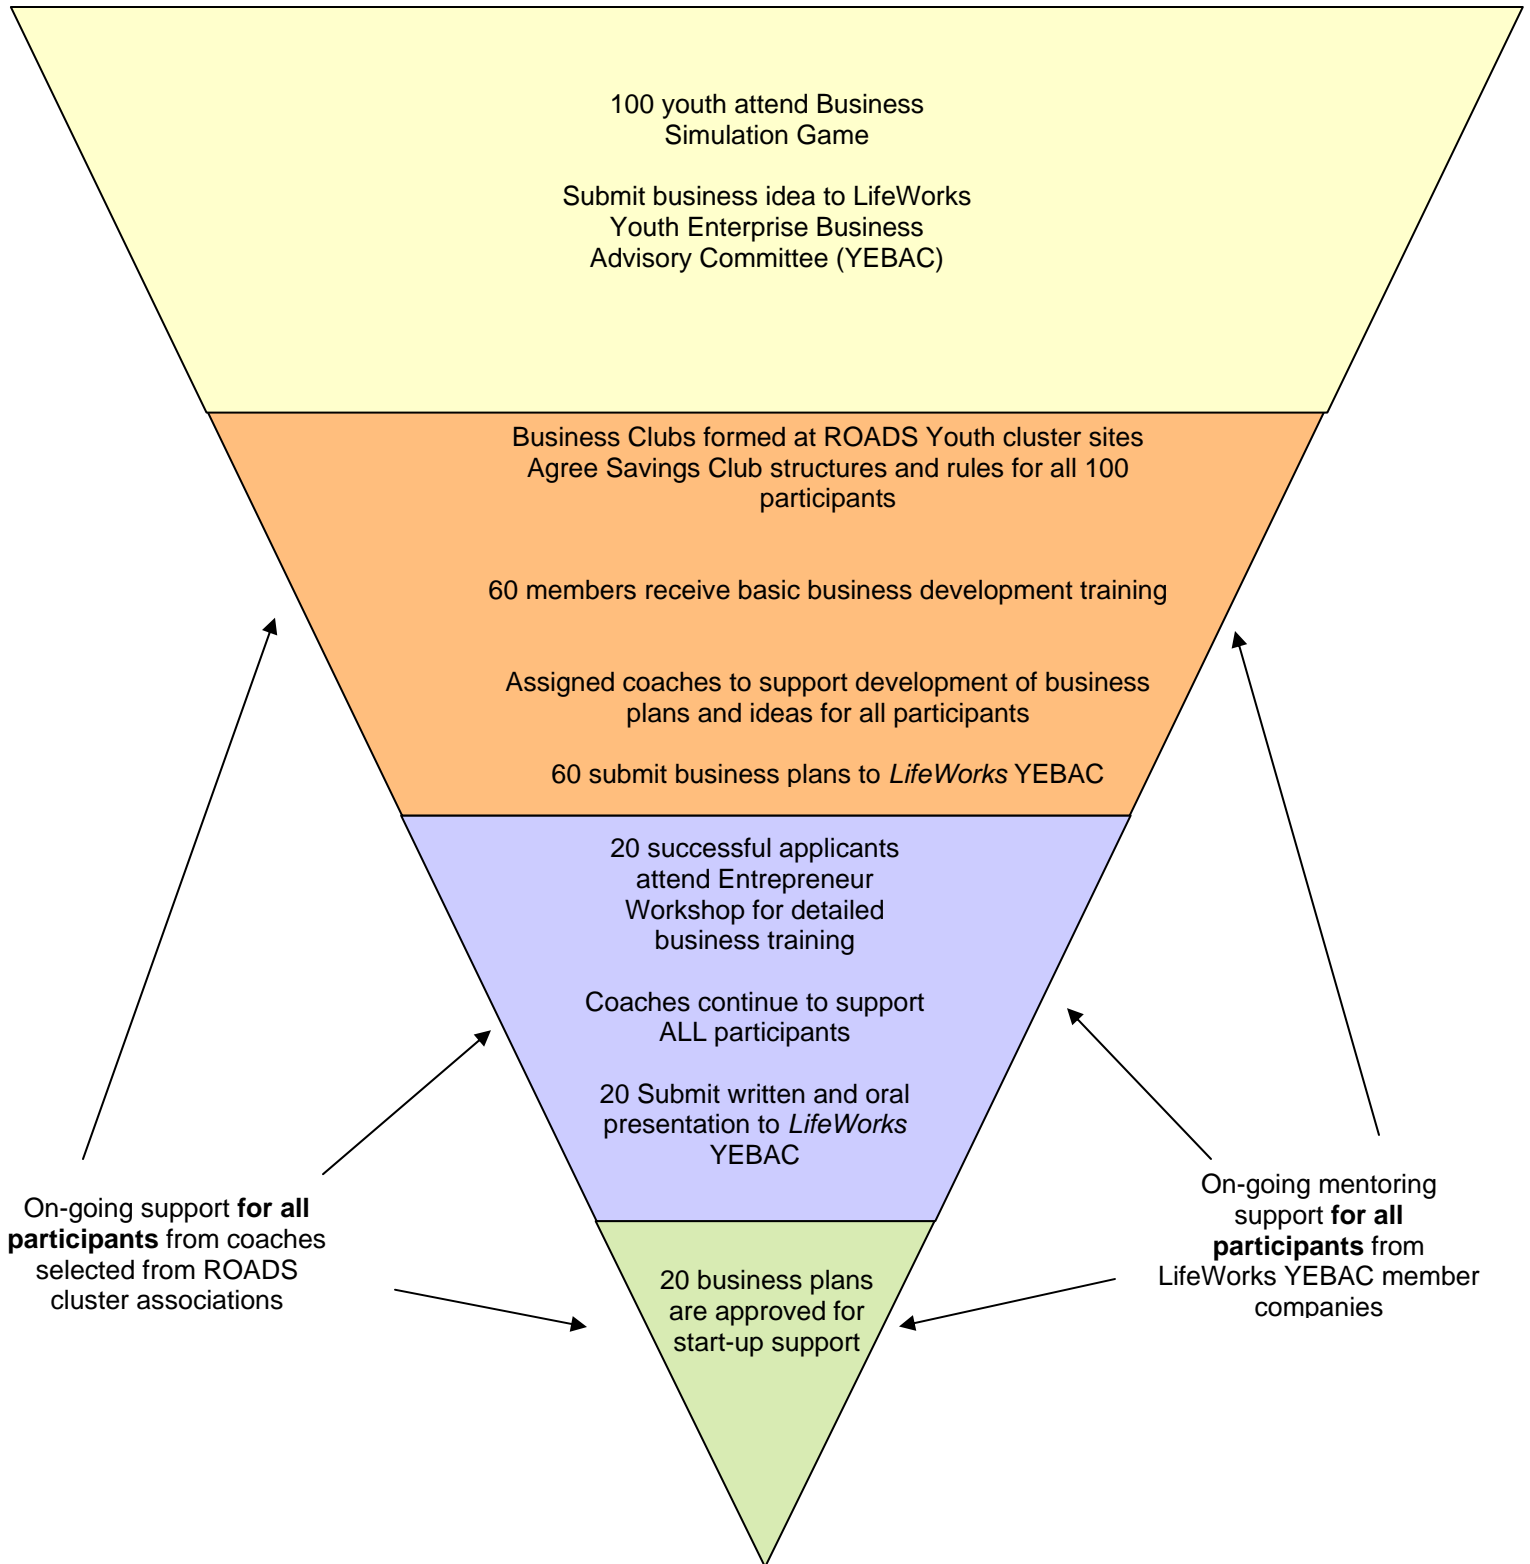 100 youth attend Business
Simulation Game
Submit business idea to LifeWorks
Youth Enterprise Business
Advisory Committee (YEBAC)
Business Clubs formed at ROADS Youth cluster sites
Agree Savings Club structures and rules for all 100
participants
60 members receive basic business development training
Assigned coaches to support development of business
plans and ideas for all participants
60 submit business plans to LifeWorks YEBAC
20 successful applicants
attend Entrepreneur
Workshop for detailed
business training
Coaches continue to support
ALL participants
20 Submit written and oral
presentation to LifeWorks
YEBAC
On-going support for all
participants from coaches
selected from ROADS
cluster associations
On-going mentoring
support for all
participants from
LifeWorks YEBAC member
companies
20 business plans
are approved for
start-up support